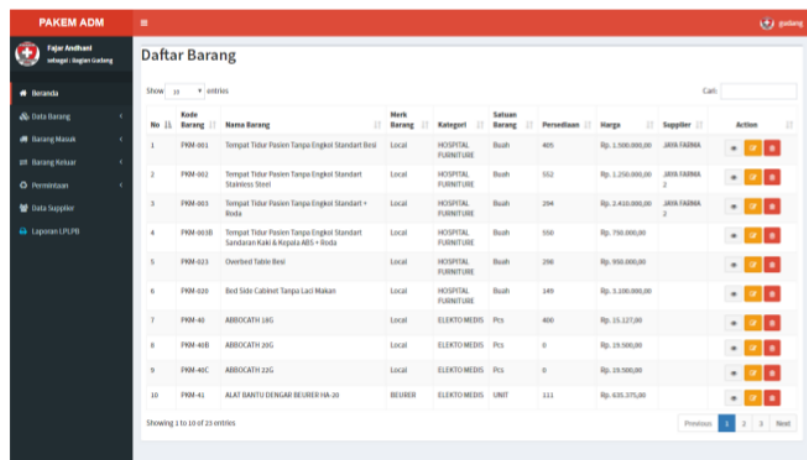 PAKEM ADM
gudang
Fajar Andhani
sebagai : Bagian Gudang
Beranda
Data Barang
Barang Masuk
Barang Keluar
Permintaan
Data Supplier
Laporan LPLPB
Daftar Barang
Show 10 entries
Cari:
No Kode Barang Nama Barang Merk Barang Kategori Satuan Barang Persediaan Harga Supplier Action
1 PKM-001 Tempat Tidur Pasien Tanpa Engkol Standart Besi Local HOSPITAL FURNITURE Buah 405 Rp. 1.500.000,00 JAYA FARMA
2 PKM-002 Tempat Tidur Pasien Tanpa Engkol Standart Stainless Steel Local HOSPITAL FURNITURE Buah 552 Rp. 1.250.000,00 JAYA FARMA 2
3 PKM-003 Tempat Tidur Pasien Tanpa Engkol Standart + Roda Local HOSPITAL FURNITURE Buah 294 Rp. 2.410.000,00 JAYA FARMA 2
4 PKM-003B Tempat Tidur Pasien Tanpa Engkol Standart Sandaran Kaki & Kepala ABS + Roda Local HOSPITAL FURNITURE Buah 550 Rp. 750.000,00
5 PKM-023 Overbed Table Besi Local HOSPITAL FURNITURE Buah 298 Rp. 950.000,00
6 PKM-020 Bed Side Cabinet Tanpa Laci Makan Local HOSPITAL FURNITURE Buah 149 Rp. 3.100.000,00
7 PKM-40 ABBOCATH 18G Local ELEKTO MEDIS Pcs 400 Rp. 15.127,00
8 PKM-40B ABBOCATH 20G Local ELEKTO MEDIS Pcs 0 Rp. 19.500,00
9 PKM-40C ABBOCATH 22G Local ELEKTO MEDIS Pcs 0 Rp. 19.500,00
10 PKM-41 ALAT BANTU DENGAR BEURER HA-20 BEURER ELEKTO MEDIS UNIT 111 Rp. 635.375,00
Showing 1 to 10 of 23 entries
Previous 1 2 3 Next